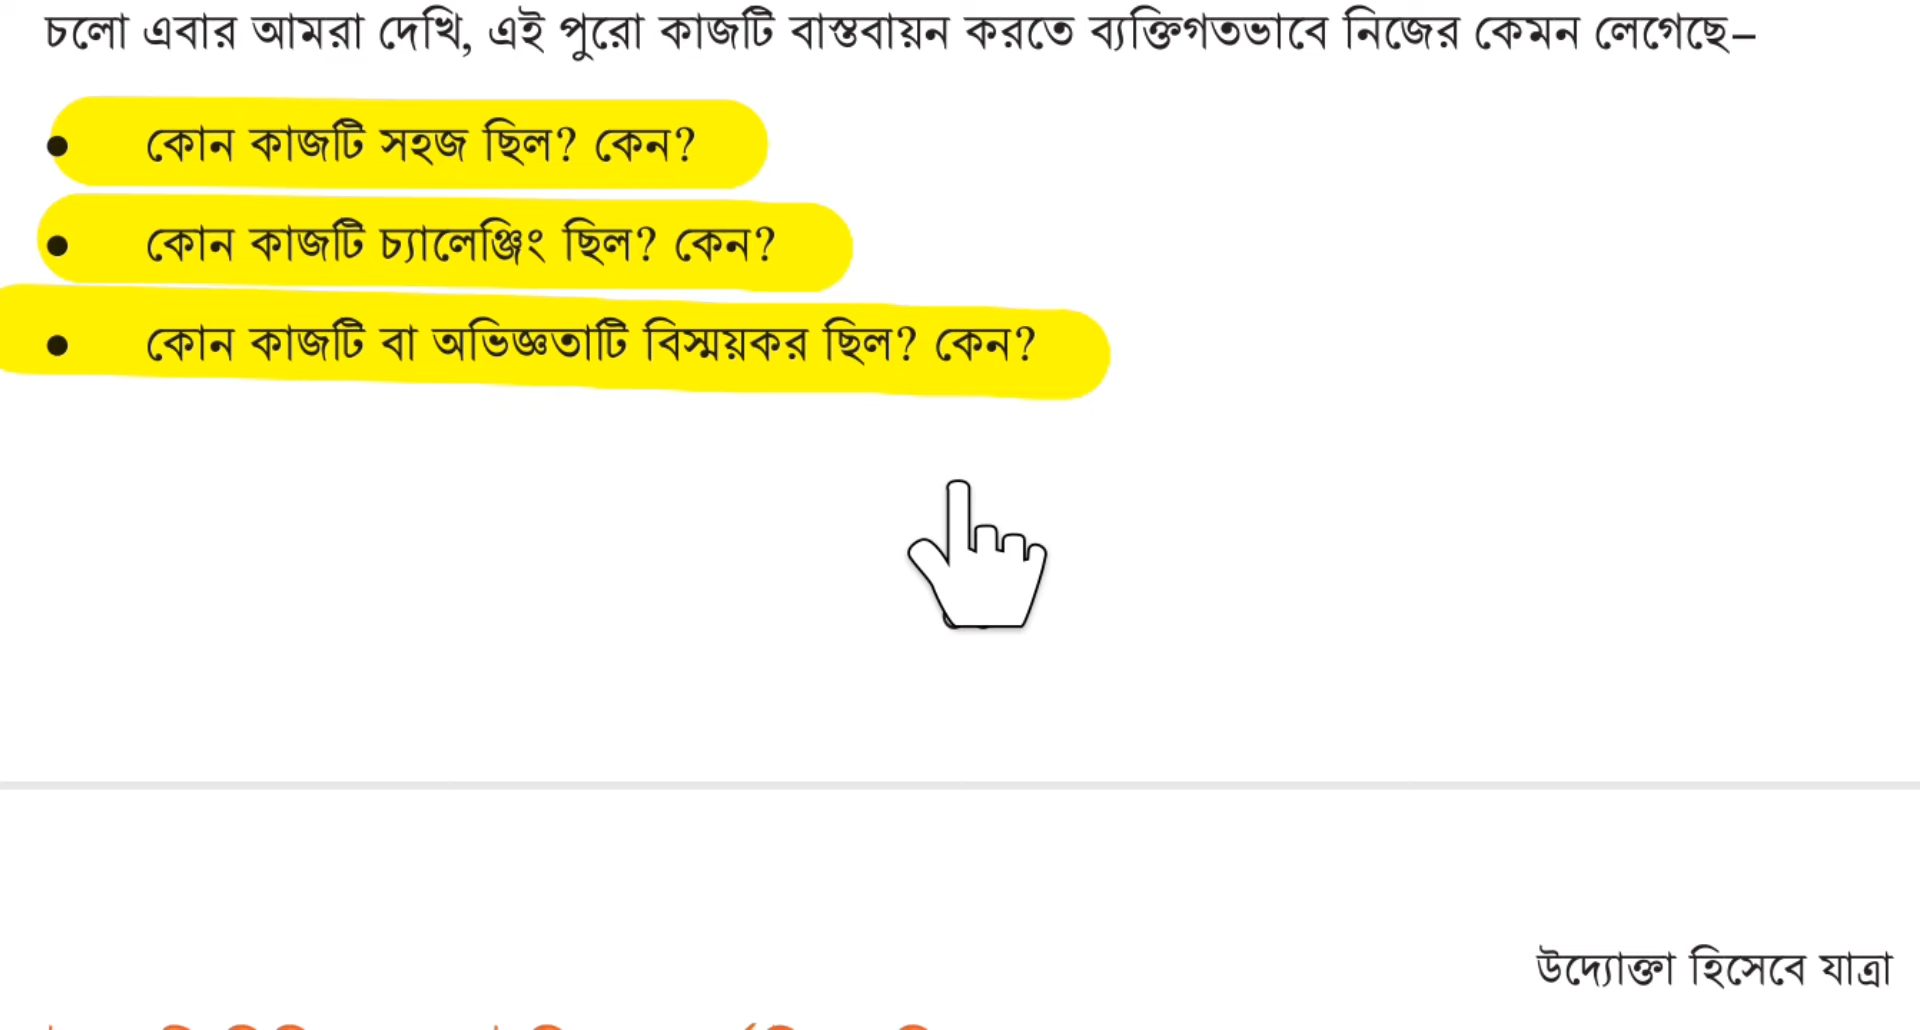 চলো এবার আমরা দেখি, এই পুরো কাজটি বাস্তবায়ন করতে ব্যক্তিগতভাবে নিজের কেমন লেগেছে–
● কোন কাজটি সহজ ছিল? কেন?
● কোন কাজটি চ্যালেঞ্জিং ছিল? কেন?
● কোন কাজটি বা অভিজ্ঞতাটি বিস্ময়কর ছিল? কেন?
উদ্যোক্তা হিসেবে যাত্রা